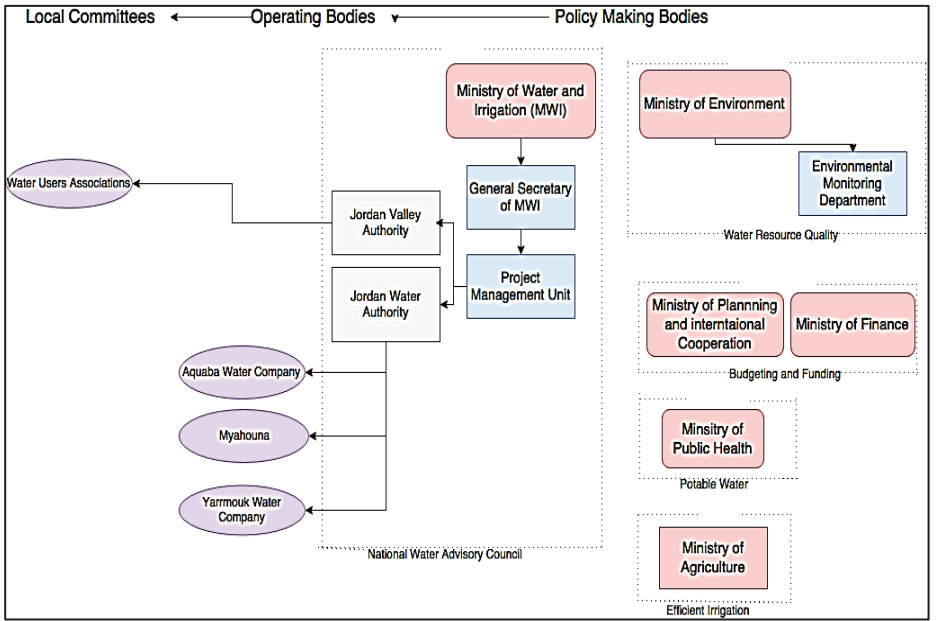 Local Committees
Operating Bodies
Policy Making Bodies
Ministry of Water and
Irrigation (MWI)
General Secretary
of MWI
Project
Management Unit
Jordan Valley
Authority
Jordan Water
Authority
Water Users Associations
Aquaba Water Company
Myahouna
Yarrmouk Water
Company
National Water Advisory Council
Ministry of Environment
Environmental
Monitoring
Department
Water Resource Quality
Ministry of Plannning
and interntaional
Cooperation
Ministry of Finance
Budgeting and Funding
Minsitry of
Public Health
Potable Water
Ministry of
Agriculture
Efficient Irrigation